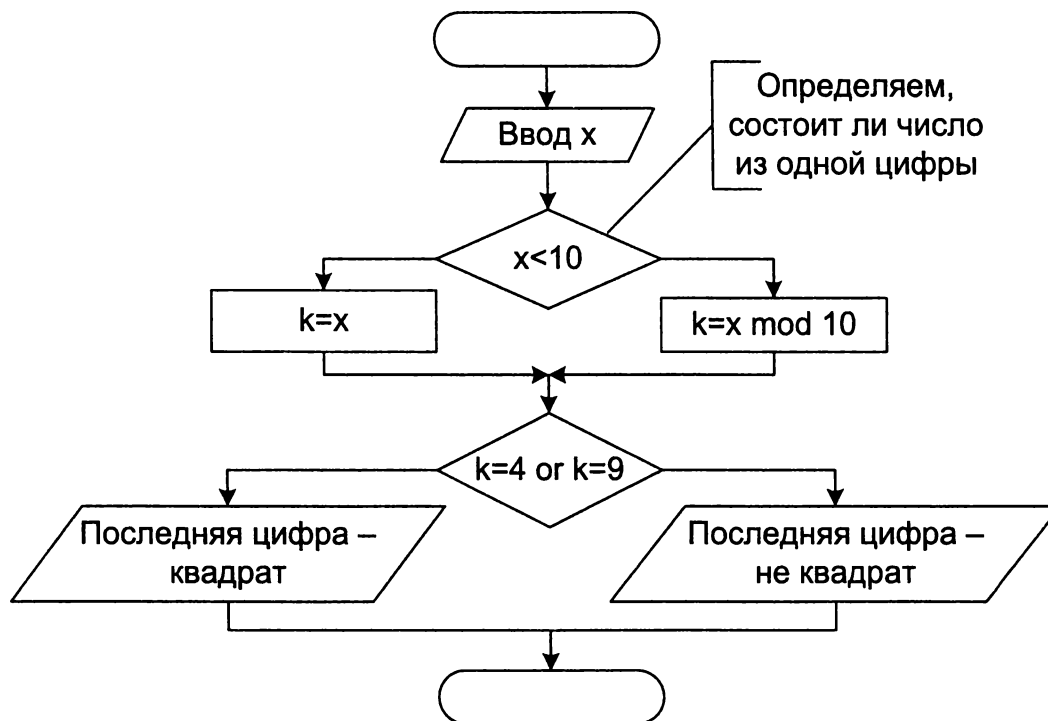 Ввод x
Определяем,
состоит ли число
из одной цифры
x<10
k=x
k=x mod 10
k=4 or k=9
Последняя цифра –
квадрат
Последняя цифра –
не квадрат